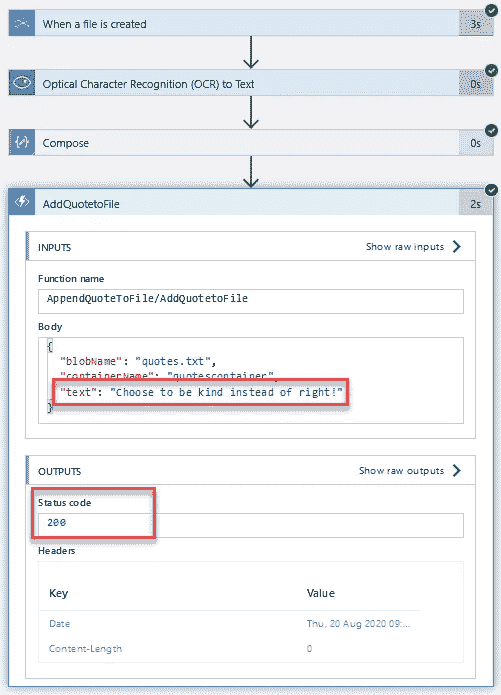 When a file is created 3s
Optical Character Recognition (OCR) to Text 0s
Compose 0s
AddQuotetoFile 2s
INPUTS Show raw inputs
Function name
AppendQuoteToFile/AddQuotetoFile
Body
{
"blobName": "quotes.txt",
"containerName": "quotescontainer",
"text": "Choose to be kind instead of right!"
}
OUTPUTS Show raw outputs
Status code
200
Headers
Key Value
Date Thu, 20 Aug 2020 09:...
Content-Length 0